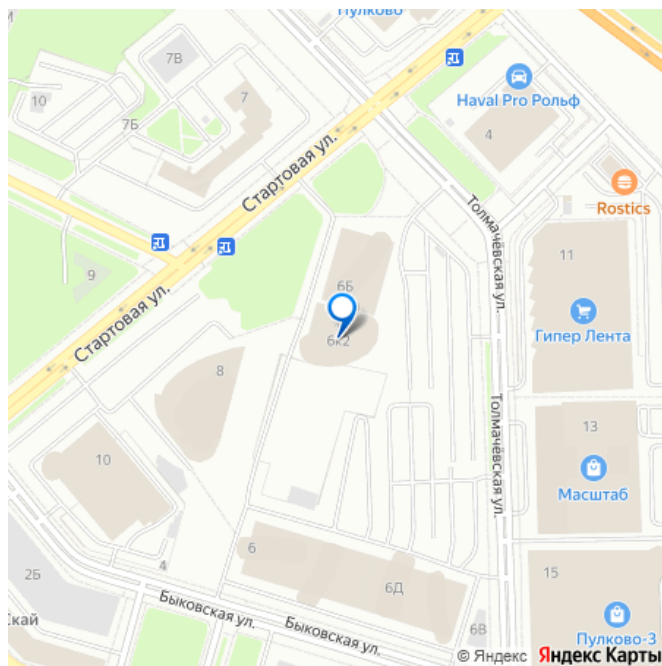 Пулково
7В
10
7
7Б
Haval Pro Рольф
4
Стартовая ул.
Rostics
Толмачёвская ул.
9
6Б
11
Стартовая ул.
6к2
Гипер Лента
8
Толмачёвская ул.
13
10
Масштаб
6
4
15
2Б
6Д
Быковская ул.
6В
Скай
Быковская ул.
Пулково-3
© Яндекс Яндекс Карты